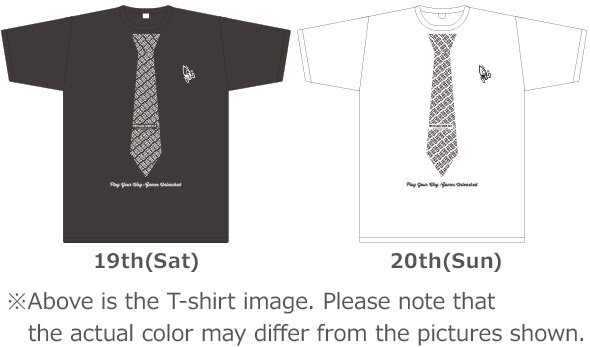 Play Your Way : Games Unleashed
Play Your Way : Games Unleashed
19th(Sat)
20th(Sun)
※Above is the T-shirt image. Please note that
the actual color may differ from the pictures shown.